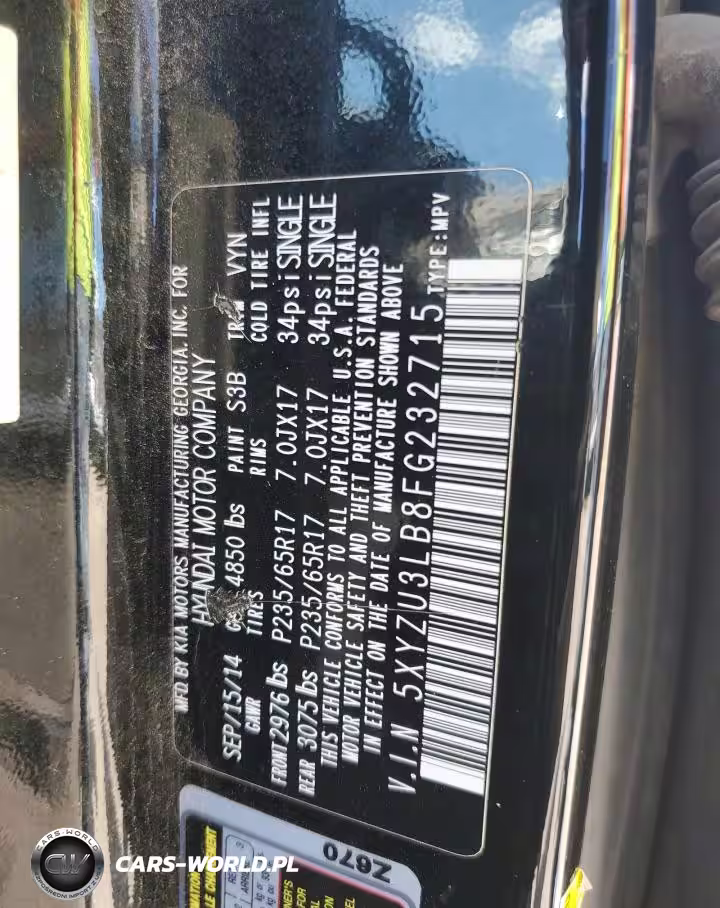 MFD BY KIA MOTORS MANUFACTURING GEORGIA. INC. FOR
HYUNDAI MOTOR COMPANY
SEP/15/14 4850 lbs PAINT S3B TRIM VYN
GAWR TIRES RIMS COLD TIRE INFL
FRONT 2976 lbs P235/65R17 7.0JX17 34psi SINGLE
REAR 3075 lbs P235/65R17 7.0JX17 34psi SINGLE
THIS VEHICLE CONFORMS TO ALL APPLICABLE U.S.A. FEDERAL
MOTOR VEHICLE SAFETY AND THEFT PREVENTION STANDARDS
IN EFFECT ON THE DATE OF MANUFACTURE SHOWN ABOVE
V.I.N 5XYZU3LB8FG232715 TYPE:MPV
Z670
CARS-WORLD
CW
CARS-WORLD.PL